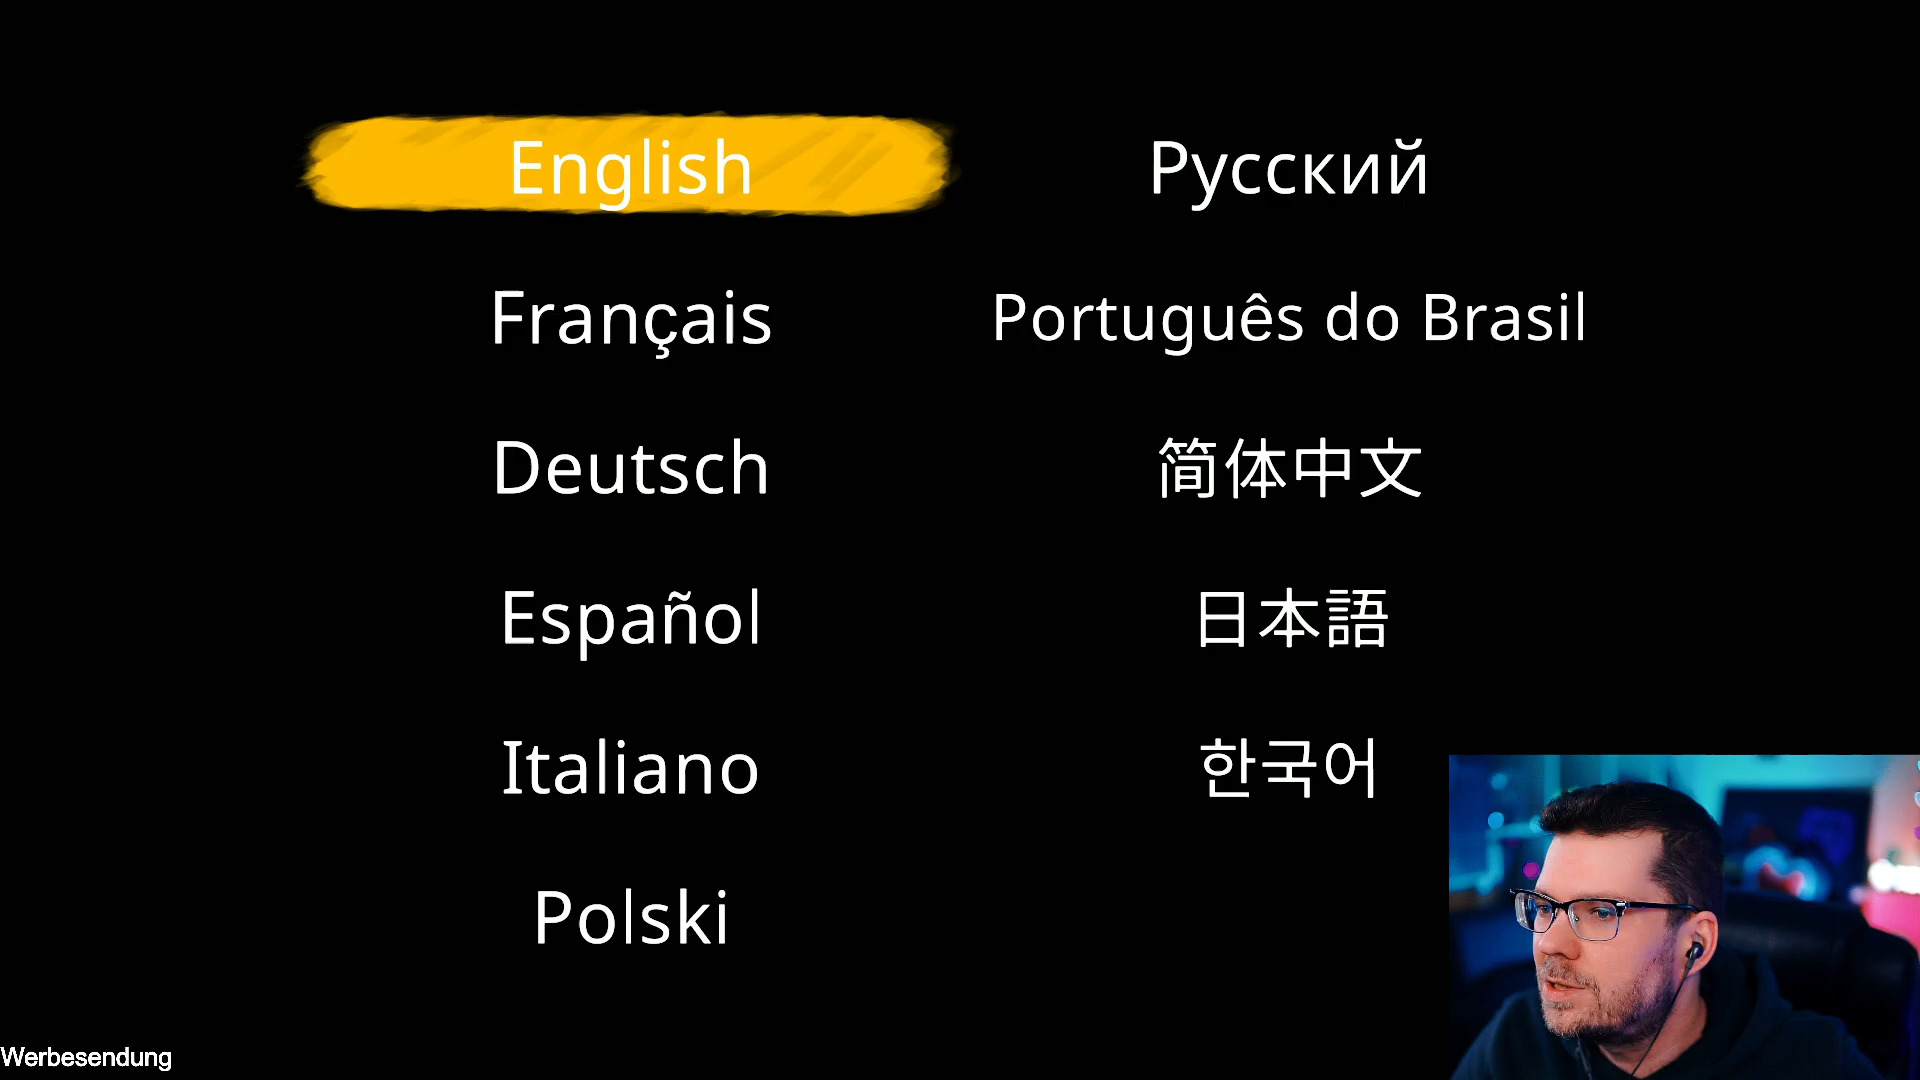 English
Français
Deutsch
Español
Italiano
Polski
Русский
Português do Brasil
简体中文
日本語
한국어
Werbesendung